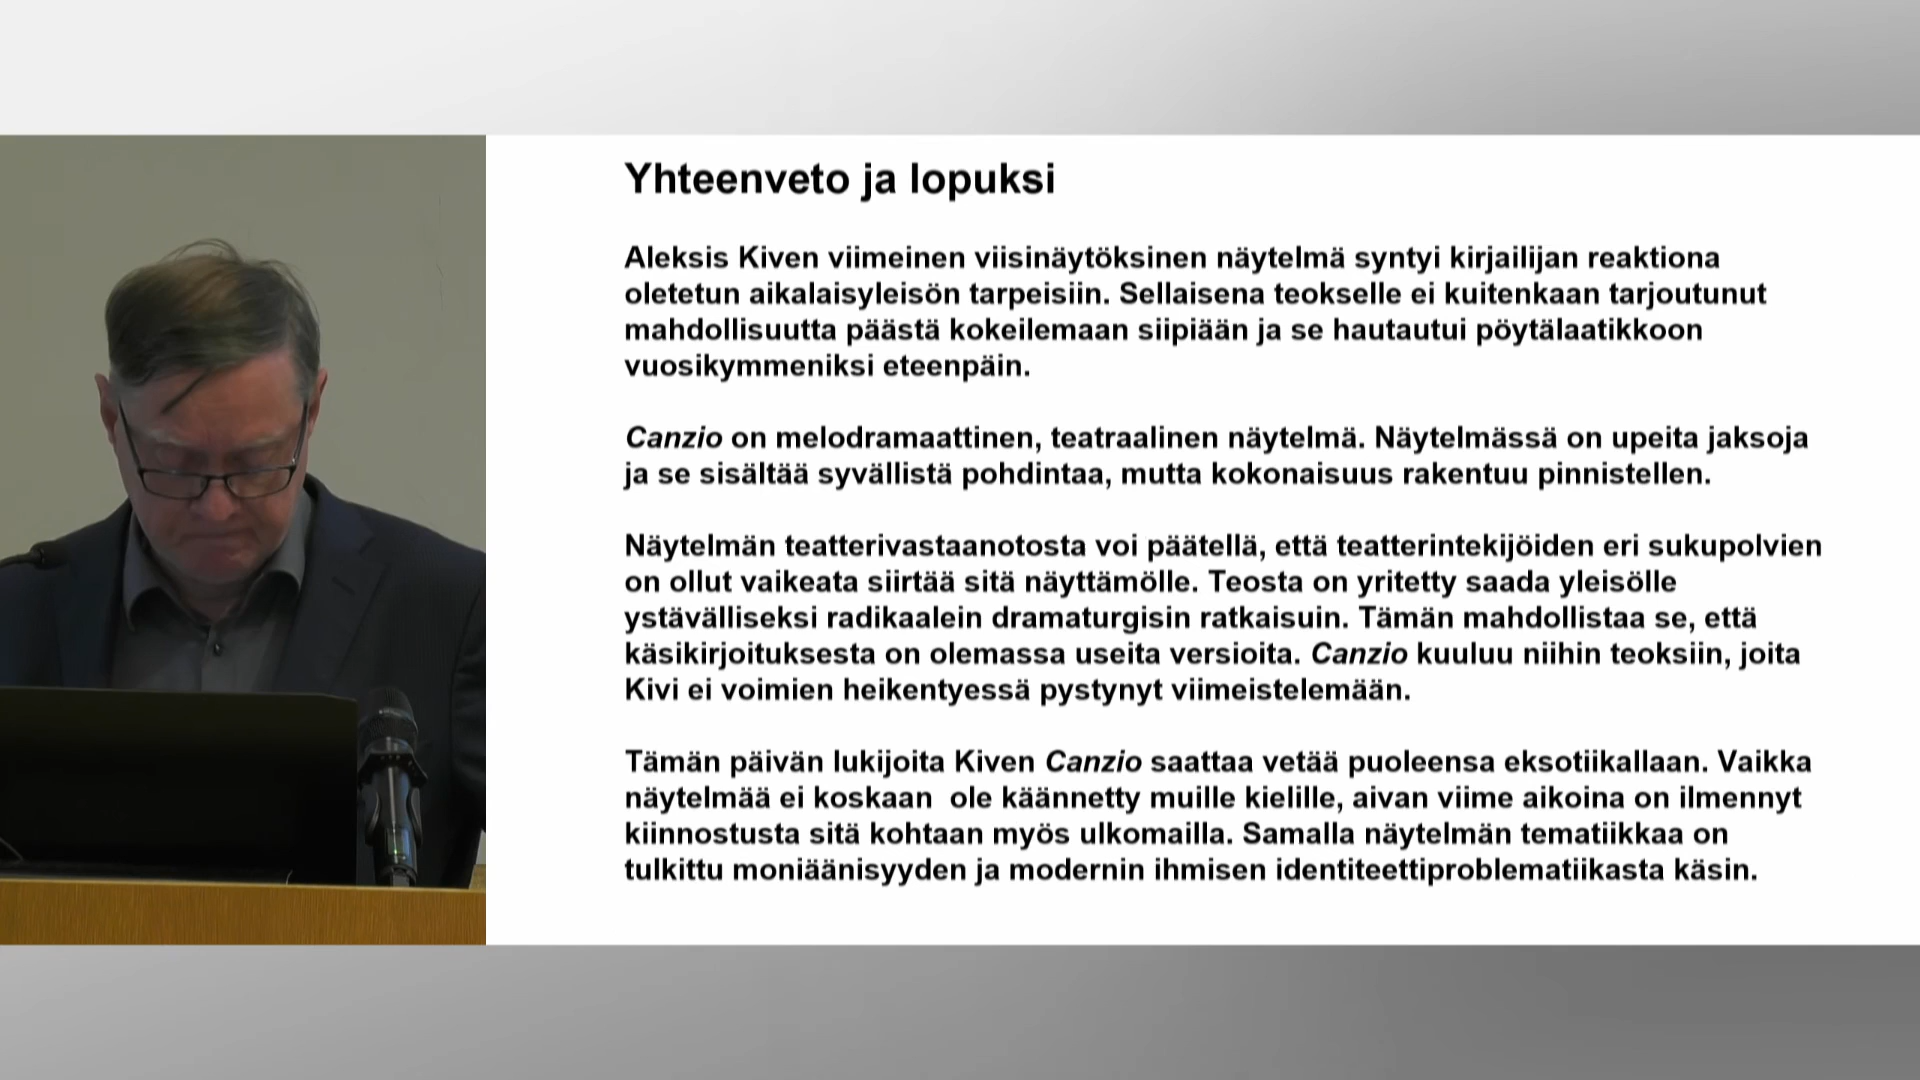 Yhteenveto ja lopuksi
Aleksis Kiven viimeinen viisinäytöksinen näytelmä syntyi kirjailijan reaktiona
oletetun aikalaisyleisön tarpeisiin. Sellaisena teokselle ei kuitenkaan tarjoutunut
mahdollisuutta päästä kokeilemaan siipiään ja se hautautui pöytälaatikkoon
vuosikymmeniksi eteenpäin.
Canzio on melodramaattinen, teatraalinen näytelmä. Näytelmässä on upeita jaksoja
ja se sisältää syvällistä pohdintaa, mutta kokonaisuus rakentuu pinnistellen.
Näytelmän teatterivastaanotosta voi päätellä, että teatterintekijöiden eri sukupolvien
on ollut vaikeata siirtää sitä näyttämölle. Teosta on yritetty saada yleisölle
ystävälliseksi radikaalein dramaturgisin ratkaisuin. Tämän mahdollistaa se, että
käsikirjoituksesta on olemassa useita versioita. Canzio kuuluu niihin teoksiin, joita
Kivi ei voimien heikentyessä pystynyt viimeistelemään.
Tämän päivän lukijoita Kiven Canzio saattaa vetää puoleensa eksotiikallaan. Vaikka
näytelmää ei koskaan  ole käännetty muille kielille, aivan viime aikoina on ilmennyt
kiinnostusta sitä kohtaan myös ulkomailla. Samalla näytelmän tematiikkaa on
tulkittu moniäänisyyden ja modernin ihmisen identiteettiproblematiikasta käsin.